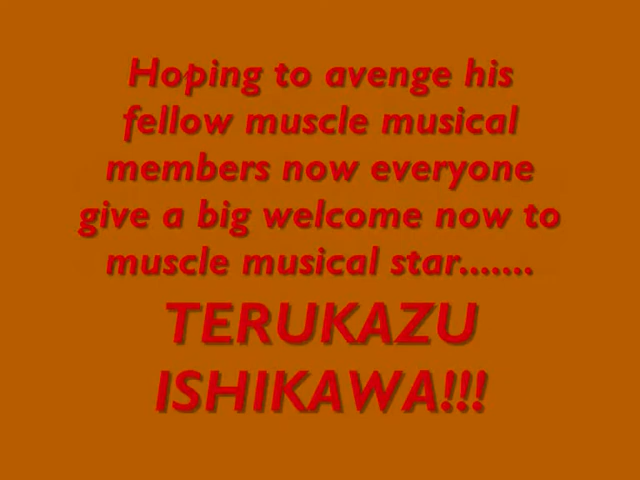 Hoping to avenge his
fellow muscle musical
members now everyone
give a big welcome now to
muscle musical star.......
TERUKAZU
ISHIKAWA!!!